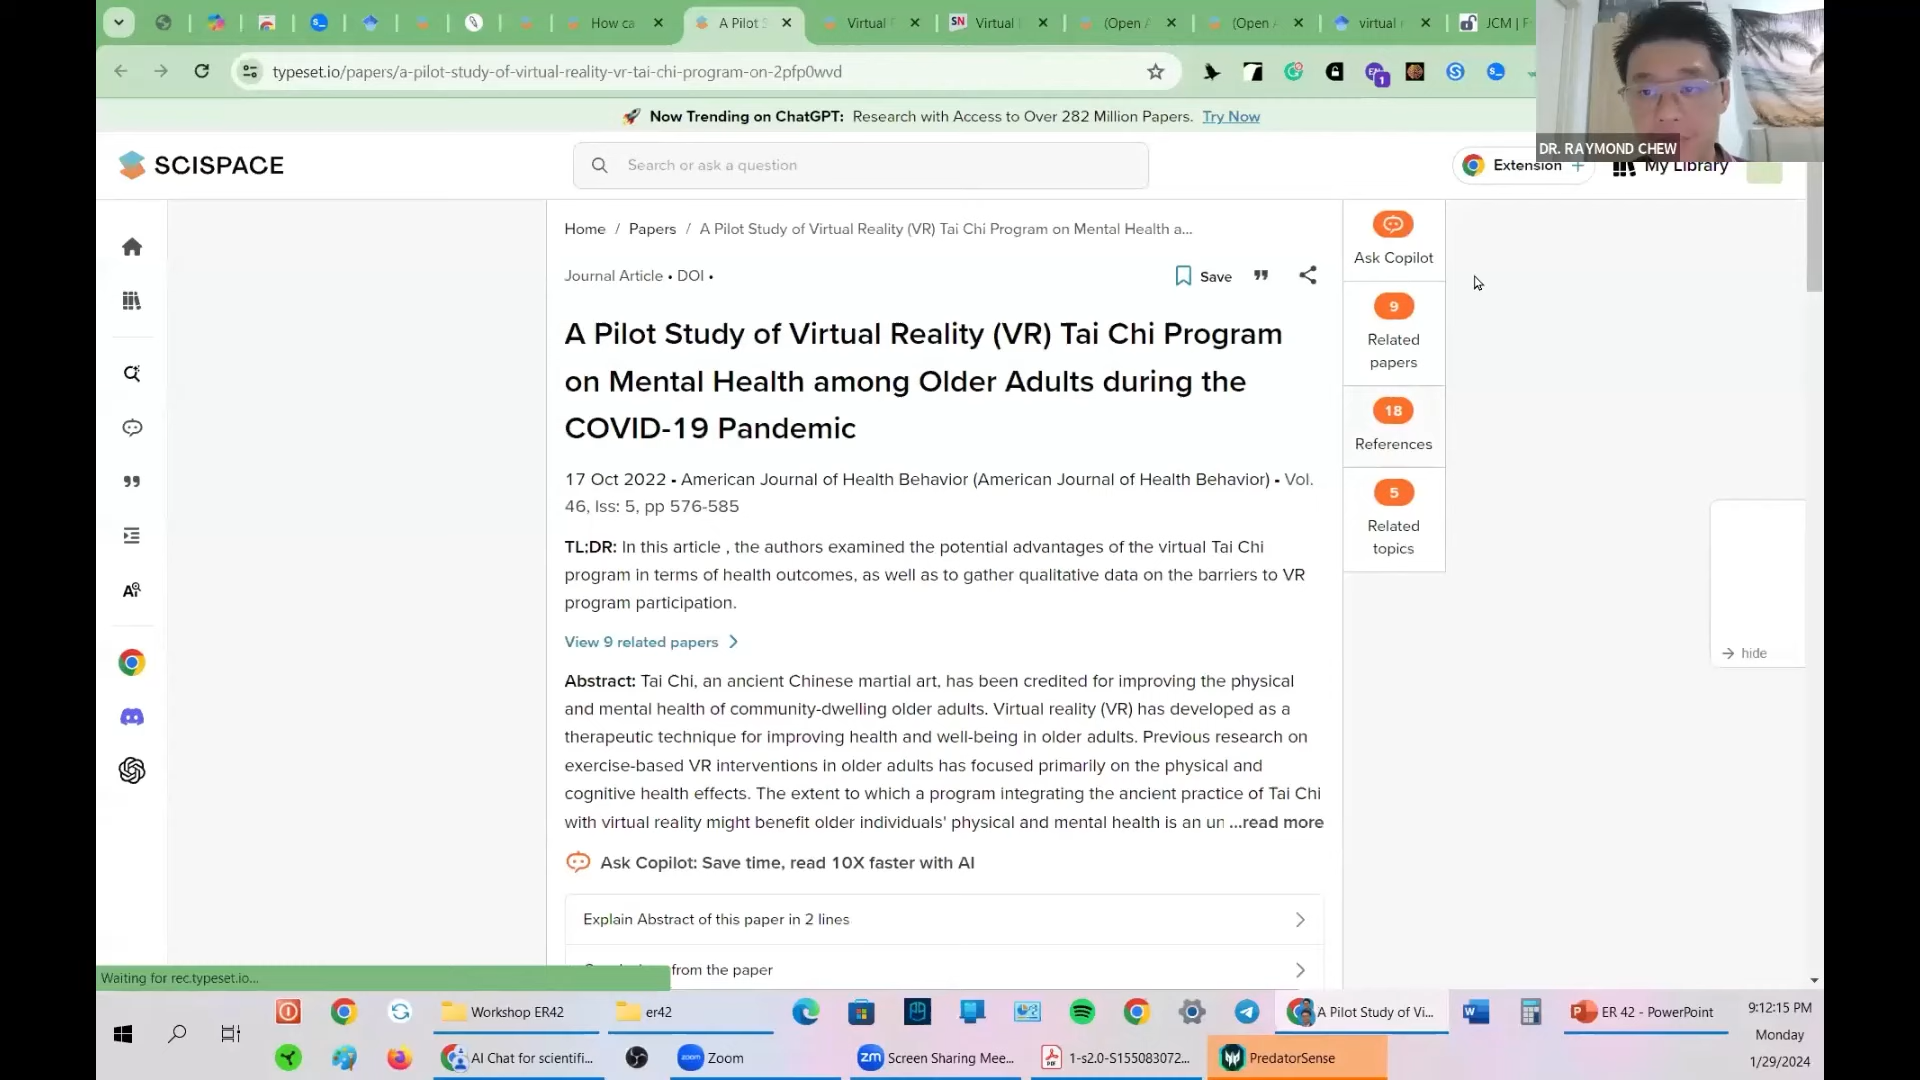 How ca
A Pilot S
Virtual
SN Virtual
(Open A
(Open A
virtual
JCM | F
typeset.io/papers/a-pilot-study-of-virtual-reality-vr-tai-chi-program-on-2pfp0wvd
1
Now Trending on ChatGPT: Research with Access to Over 282 Million Papers. Try Now
DR. RAYMOND CHEW
SCISPACE
Search or ask a question
Extension +
My Library
Home / Papers / A Pilot Study of Virtual Reality (VR) Tai Chi Program on Mental Health a...
Journal Article • DOI •
Save
Ask Copilot
9
Related
papers
18
References
5
Related
topics
A Pilot Study of Virtual Reality (VR) Tai Chi Program
on Mental Health among Older Adults during the
COVID-19 Pandemic
17 Oct 2022 • American Journal of Health Behavior (American Journal of Health Behavior) • Vol.
46, Iss: 5, pp 576-585
TL;DR: In this article , the authors examined the potential advantages of the virtual Tai Chi
program in terms of health outcomes, as well as to gather qualitative data on the barriers to VR
program participation.
View 9 related papers >
→ hide
Abstract: Tai Chi, an ancient Chinese martial art, has been credited for improving the physical
and mental health of community-dwelling older adults. Virtual reality (VR) has developed as a
therapeutic technique for improving health and well-being in older adults. Previous research on
exercise-based VR interventions in older adults has focused primarily on the physical and
cognitive health effects. The extent to which a program integrating the ancient practice of Tai Chi
with virtual reality might benefit older individuals' physical and mental health is an un ...read more
Ask Copilot: Save time, read 10X faster with AI
Explain Abstract of this paper in 2 lines
from the paper
Waiting for rec.typeset.io...
Workshop ER42
er42
A Pilot Study of Vi...
ER 42 - PowerPoint
9:12:15 PM
Monday
1/29/2024
AI Chat for scientifi...
zoom Zoom
zm Screen Sharing Mee...
1-s2.0-S155083072...
PredatorSense